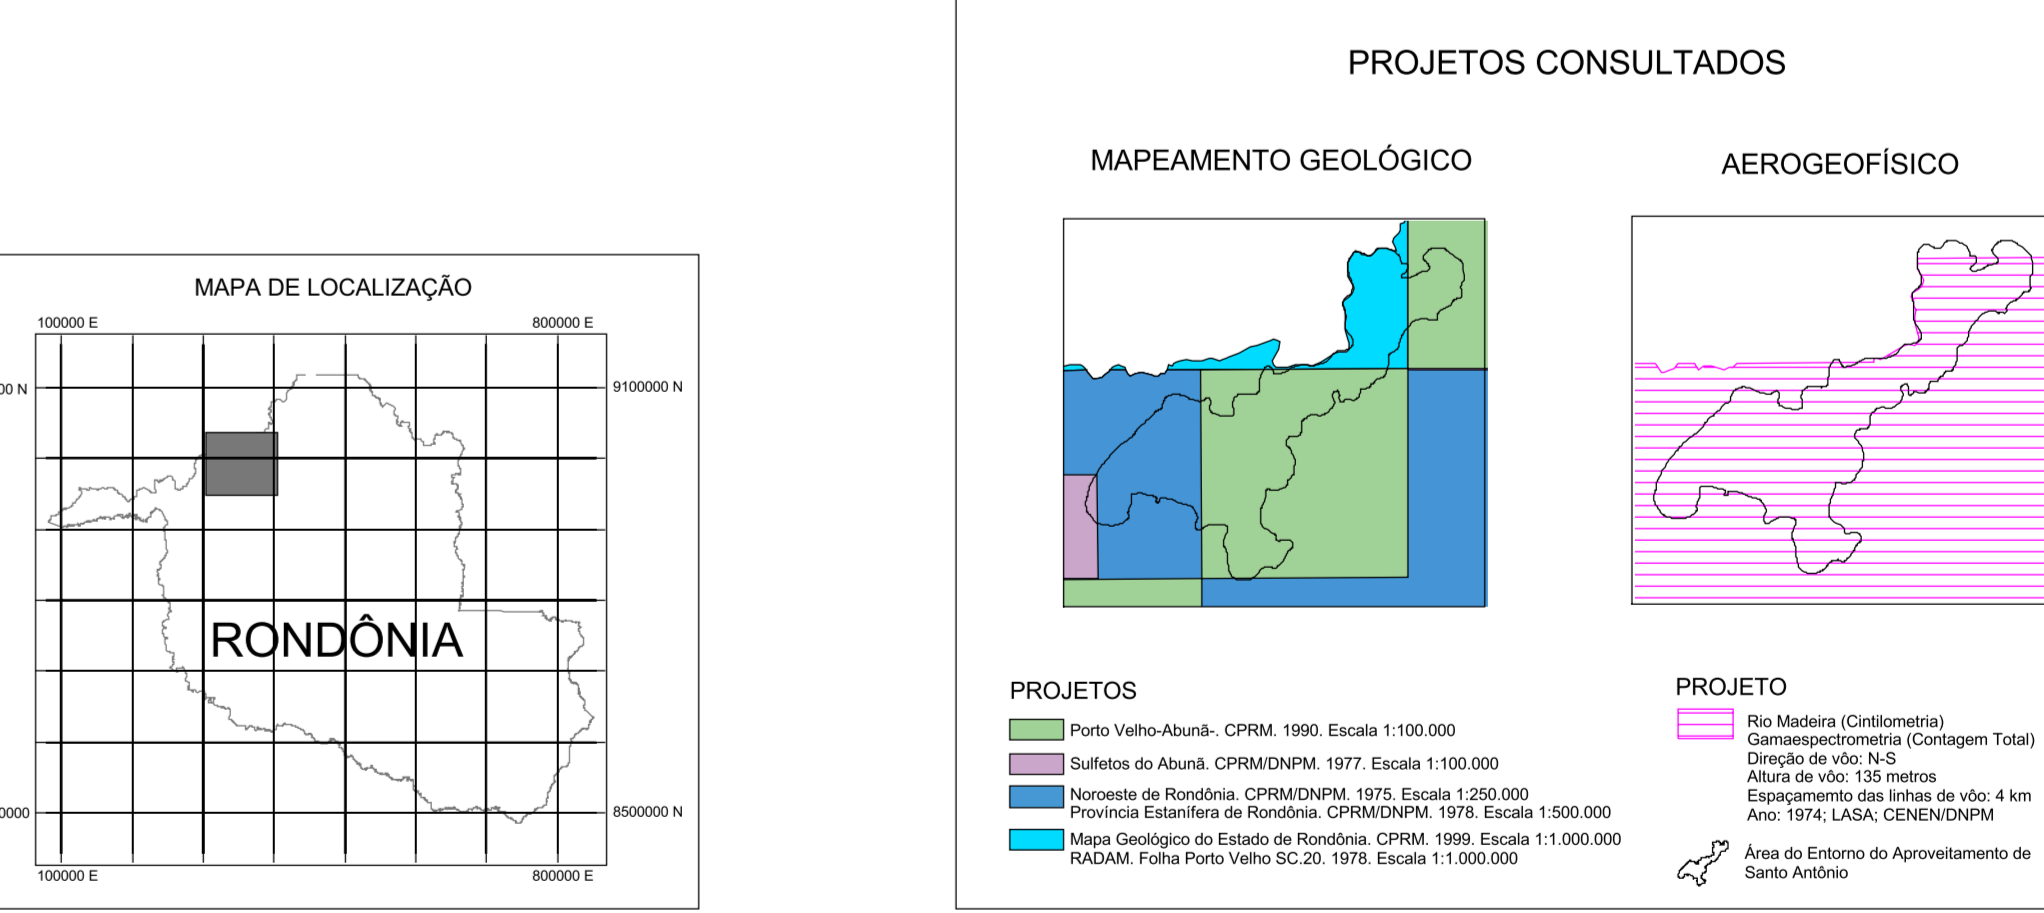 MAPA DE LOCALIZAÇÃO
100000 E
800000 E
00 N
9100000 N
RONDÔNIA
0000
8500000 N
100000 E
800000 E
PROJETOS CONSULTADOS
MAPEAMENTO GEOLÓGICO
AEROGEOFÍSICO
PROJETOS
Porto Velho-Abunã-. CPRM. 1990. Escala 1:100.000
Sulfetos do Abunã. CPRM/DNPM. 1977. Escala 1:100.000
Noroeste de Rondônia. CPRM/DNPM. 1975. Escala 1:250.000
Província Estanífera de Rondônia. CPRM/DNPM. 1978. Escala 1:500.000
Mapa Geológico do Estado de Rondônia. CPRM. 1999. Escala 1:1.000.000
RADAM. Folha Porto Velho SC.20. 1978. Escala 1:1.000.000
PROJETO
Rio Madeira (Cintilometria)
Gamaespectrometria (Contagem Total)
Direção de vôo: N-S
Altura de vôo: 135 metros
Espaçamemto das linhas de vôo: 4 km
Ano: 1974; LASA; CENEN/DNPM
Área do Entorno do Aproveitamento de
Santo Antônio